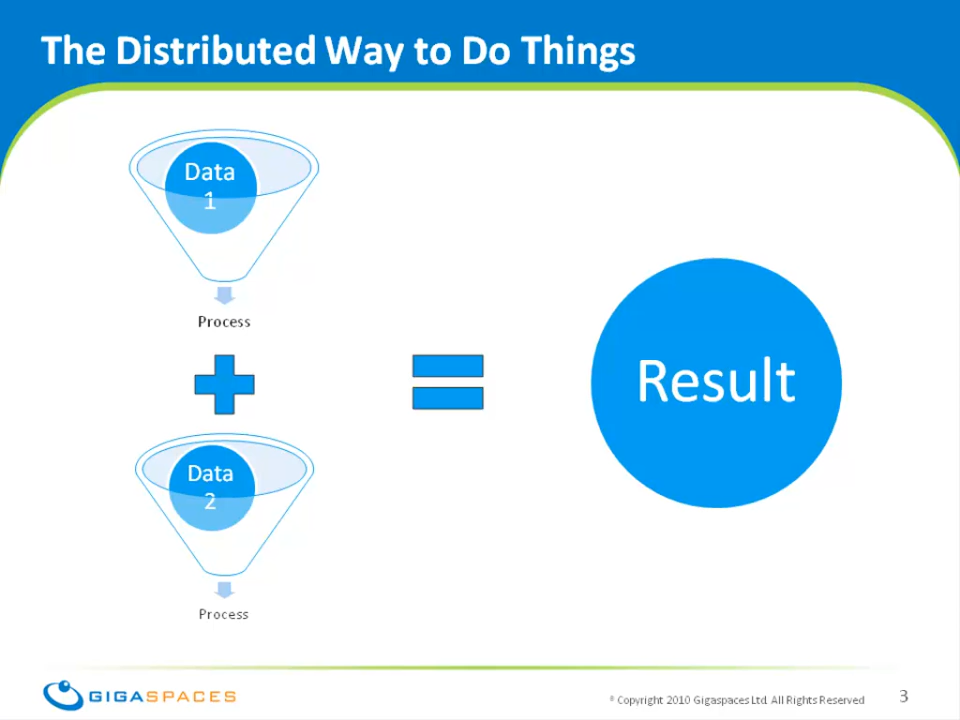 The Distributed Way to Do Things
Data
1
Process
Data
2
Process
Result
GIGASPACES
® Copyright 2010 Gigaspaces Ltd. All Rights Reserved
3